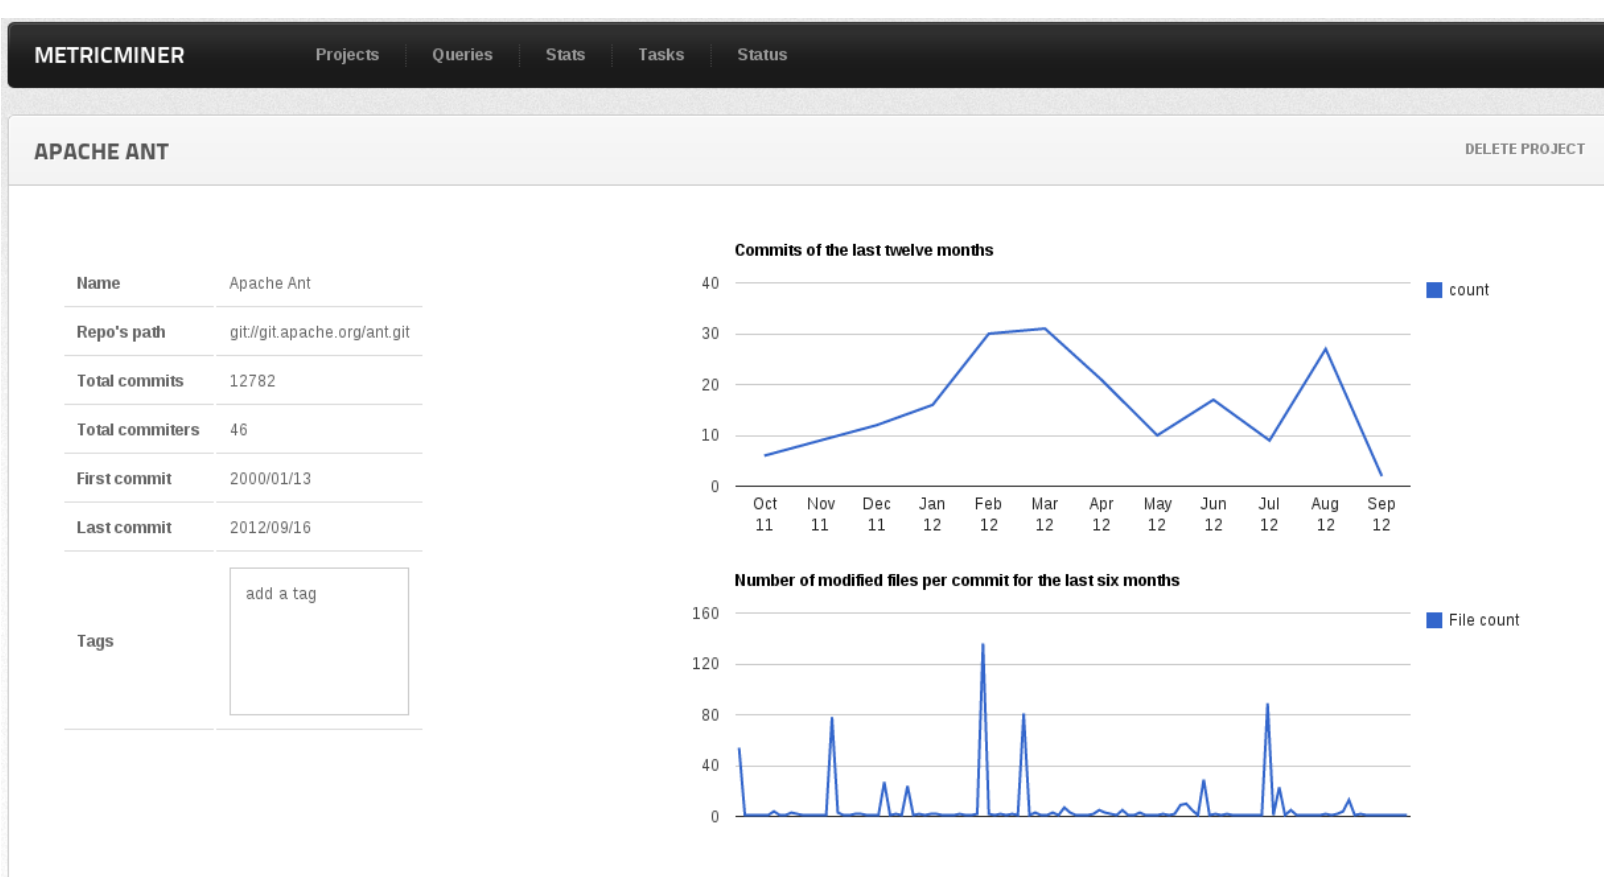 METRICMINER
Projects
Queries
Stats
Tasks
Status
APACHE ANT
DELETE PROJECT
Name Apache Ant
Repo's path git://git.apache.org/ant.git
Total commits 12782
Total commiters 46
First commit 2000/01/13
Last commit 2012/09/16
Tags
add a tag
Commits of the last twelve months
40
30
20
10
0
Oct 11
Nov 11
Dec 11
Jan 12
Feb 12
Mar 12
Apr 12
May 12
Jun 12
Jul 12
Aug 12
Sep 12
count
Number of modified files per commit for the last six months
160
120
80
40
0
File count